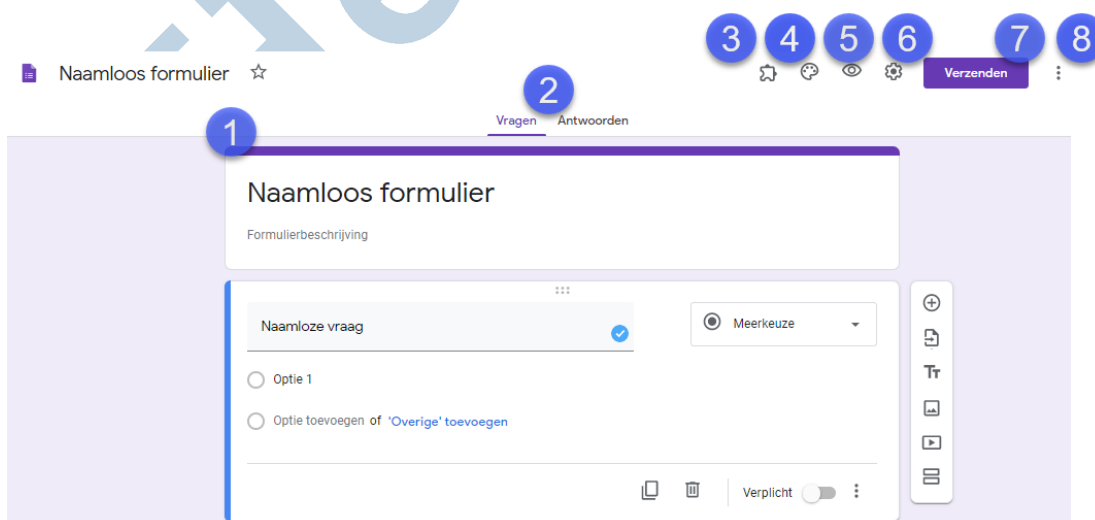 3 4 5 6 7 8
Naamloos formulier
Verzenden
2
Vragen Antwoorden
1
Naamloos formulier
Formulierbeschrijving
Naamloze vraag
Meerkeuze
Optie 1
Optie toevoegen of 'Overige' toevoegen
Tт
Verplicht